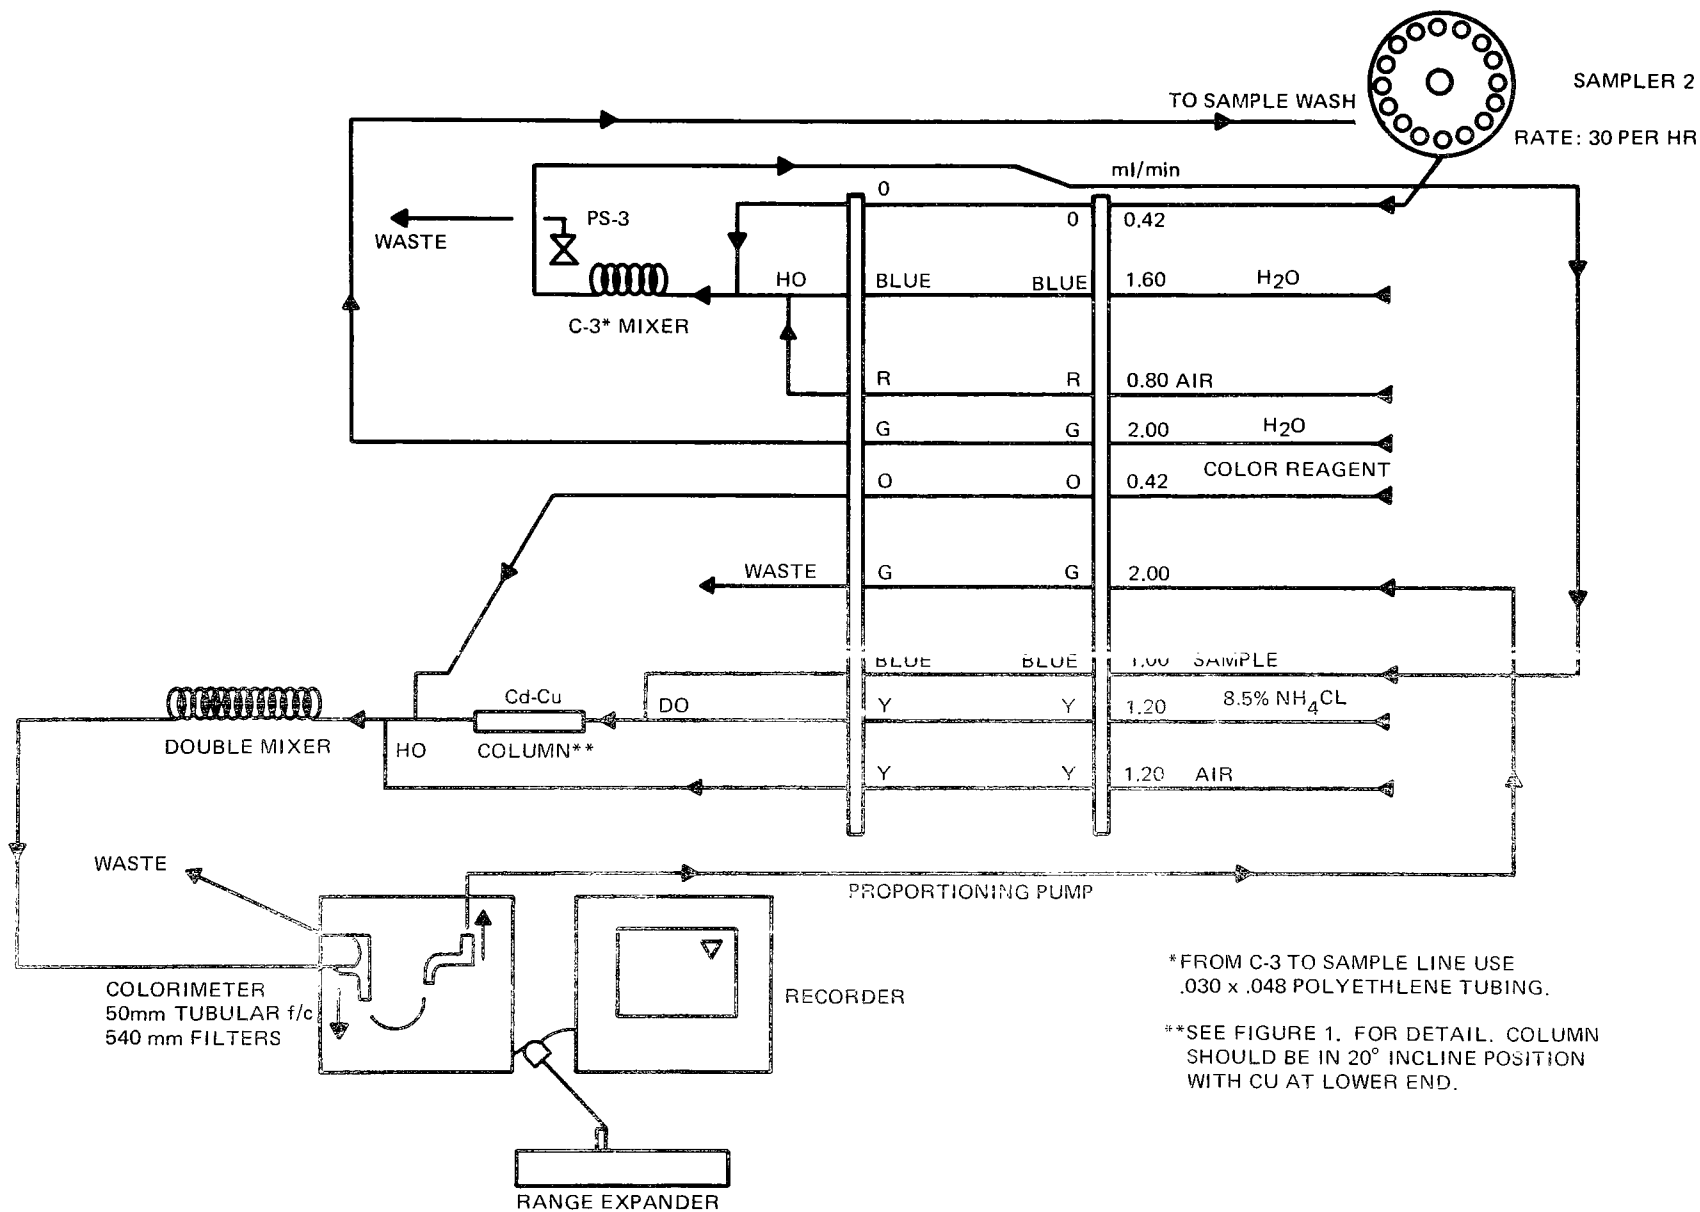 SAMPLER 2
TO SAMPLE WASH
RATE: 30 PER HR
ml/min
0
PS-3
0 0.42
WASTE
HO BLUE BLUE 1.60 H2O
C-3* MIXER
R R 0.80 AIR
G G 2.00 H2O
COLOR REAGENT
O O 0.42
WASTE G G 2.00
BLUE BLUE 1.00 SAMPLE
Cd-Cu DO Y Y 1.20 8.5% NH4CL
DOUBLE MIXER HO COLUMN**
Y Y 1.20 AIR
WASTE
PROPORTIONING PUMP
COLORIMETER
50mm TUBULAR f/c
540 mm FILTERS
RECORDER
*FROM C-3 TO SAMPLE LINE USE
.030 x .048 POLYETHLENE TUBING.
**SEE FIGURE 1. FOR DETAIL. COLUMN
SHOULD BE IN 20° INCLINE POSITION
WITH CU AT LOWER END.
RANGE EXPANDER